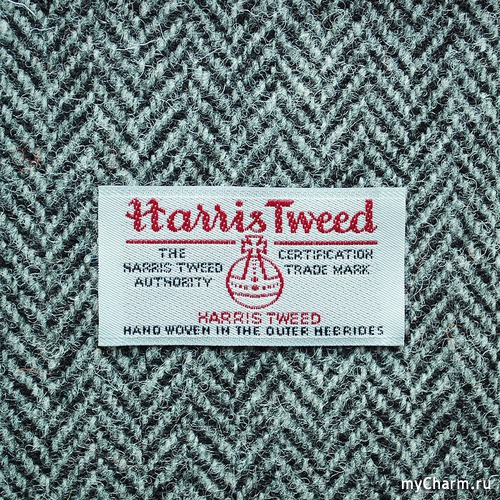 Harris Tweed
THE HARRIS TWEED AUTHORITY
CERTIFICATION TRADE MARK
HARRIS TWEED
HAND WOVEN IN THE OUTER HEBRIDES
myCharm.ru